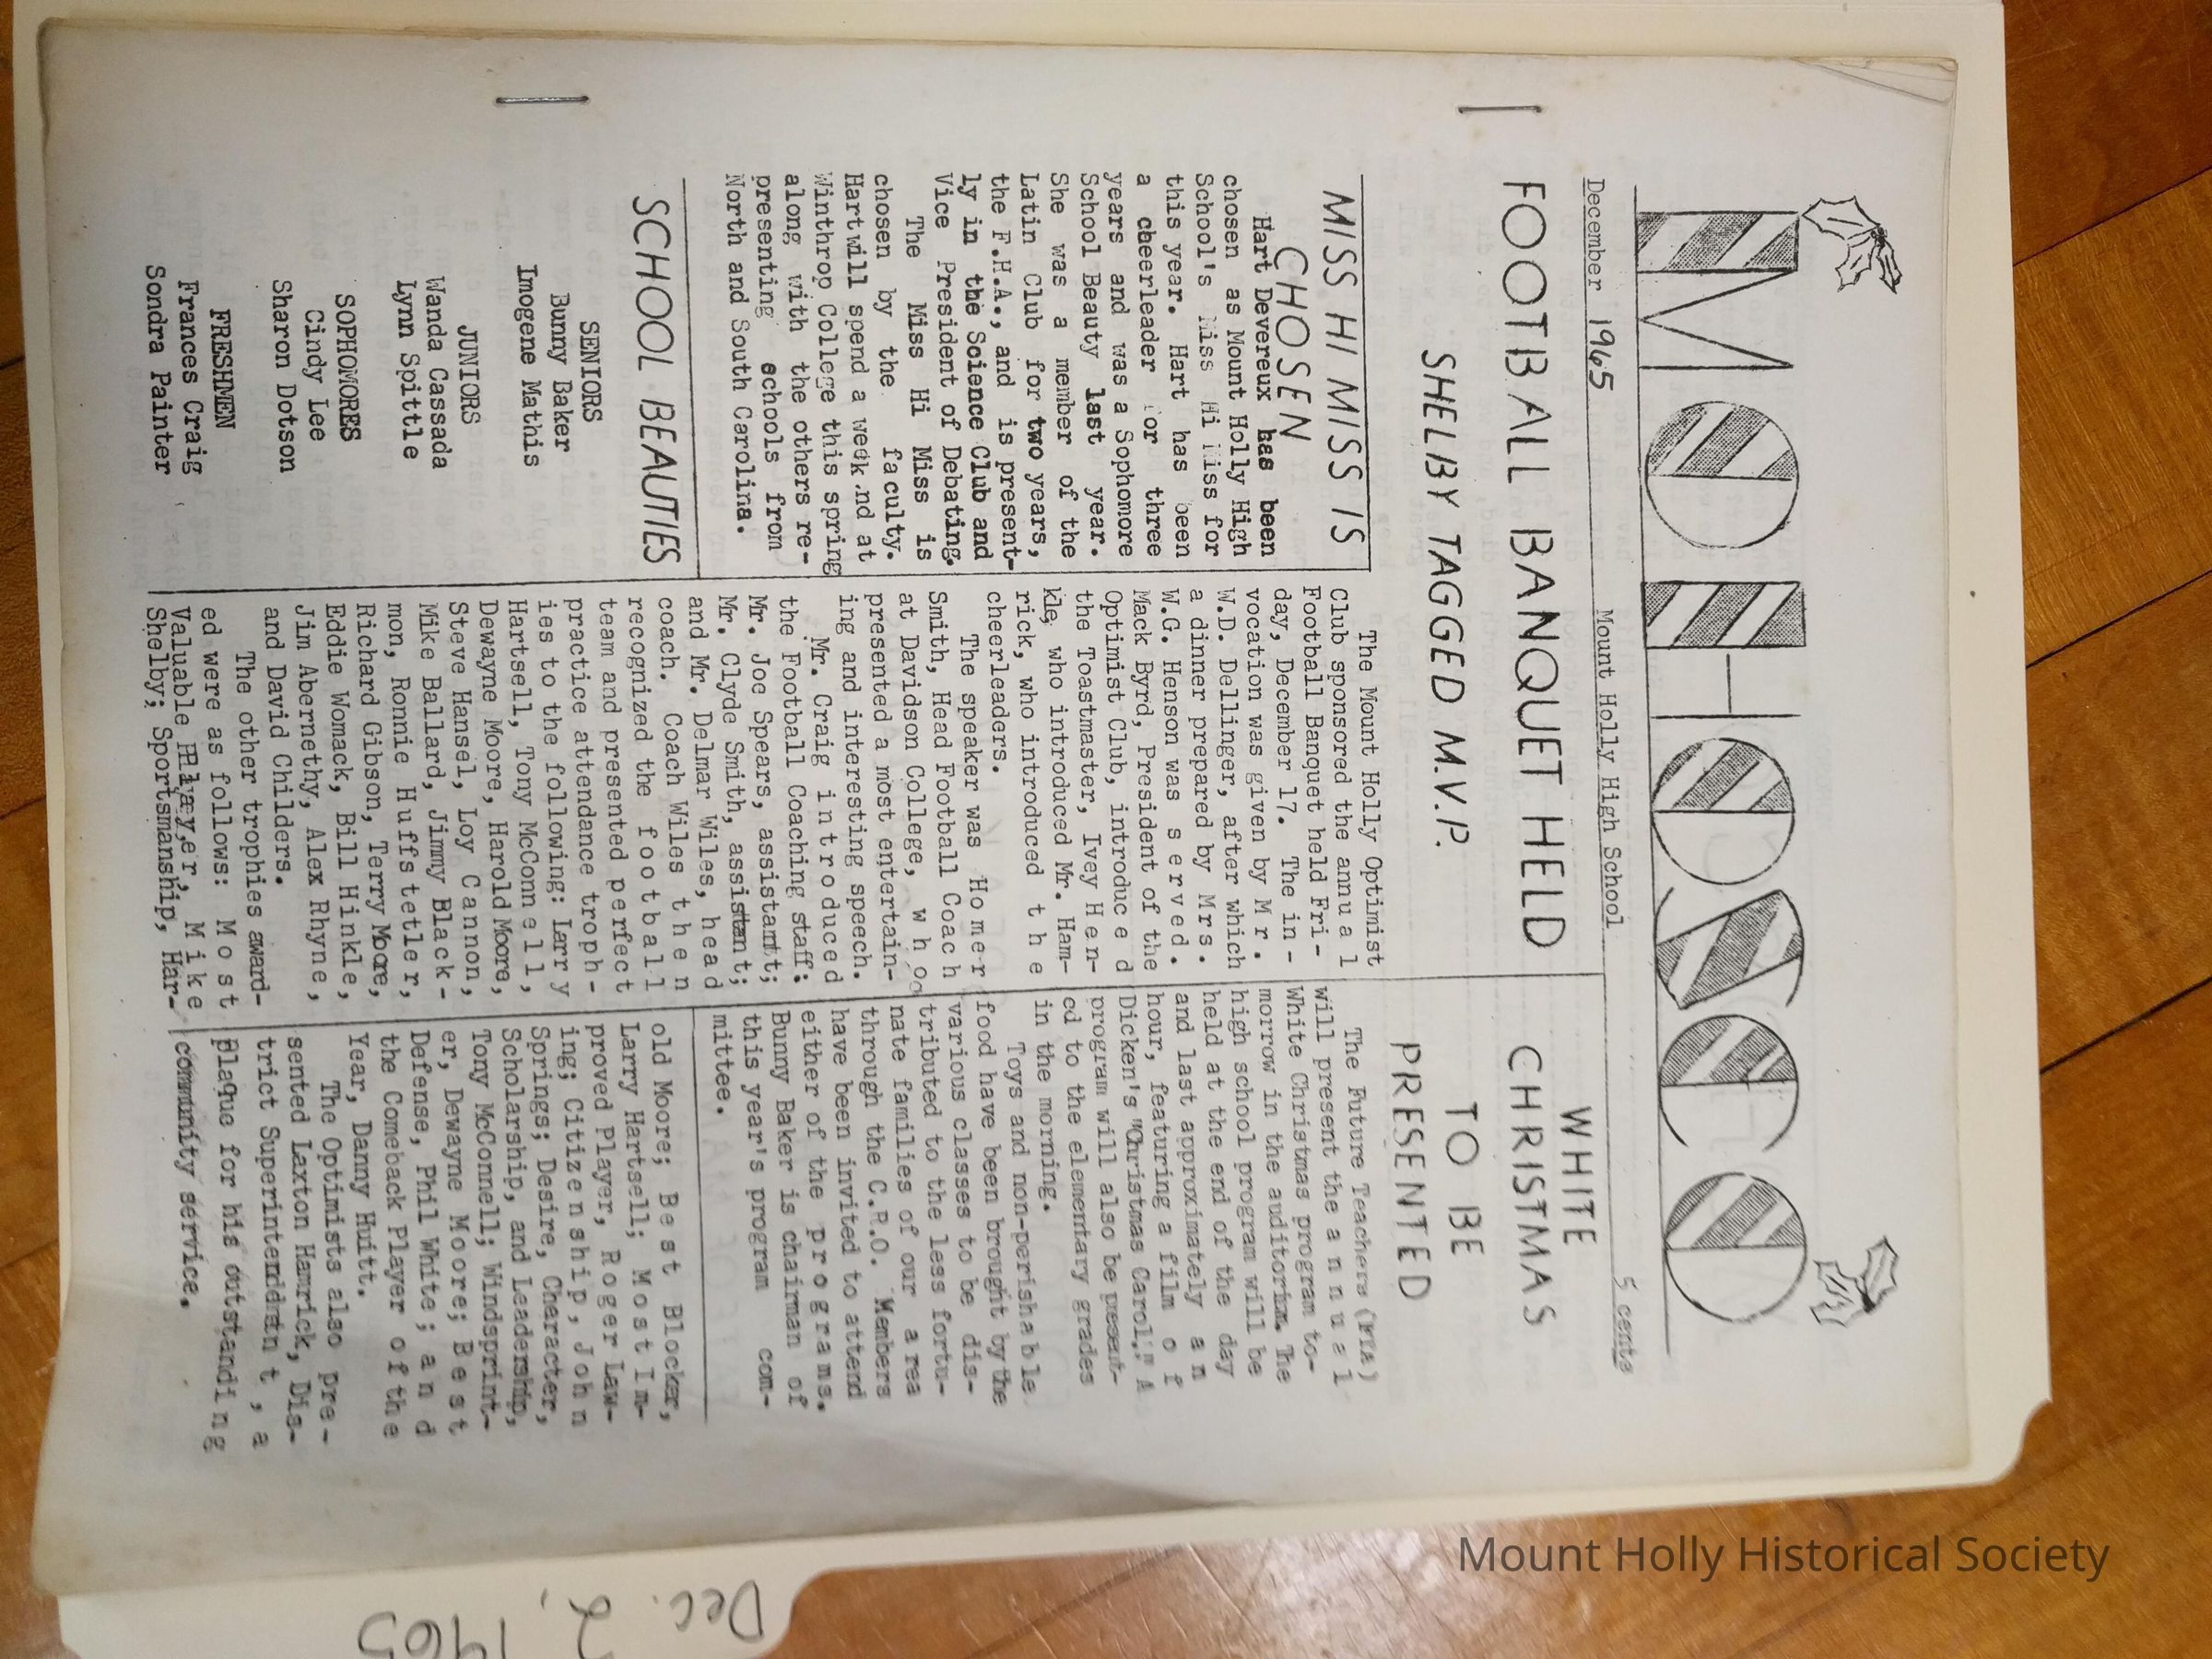 MOHOSCO
December 1965 Mount Holly High School 5 cents
FOOTBALL BANQUET HELD
SHELBY TAGGED M.V.P.
MISS HI MISS IS
CHOSEN
Hart Devereux has been
chosen as Mount Holly High
School's Miss Hi Miss for
this year. Hart has been
a cheerleader for three
years and was a Sophomore
School Beauty last year.
She was a member of the
Latin Club for two years,
the F.H.A., and is present-
ly in the Science Club and
Vice President of Debating.
The Miss Hi Miss is
chosen by the faculty.
Hart will spend a week nd at
Winthrop College this spring
along with the others re-
presenting schools from
North and South Carolina.
SCHOOL BEAUTIES
SENIORS
Bunny Baker
Imogene Mathis
JUNIORS
Wanda Cassada
Lynn Spittle
SOPHOMORES
Cindy Lee
Sharon Dotson
FRESHMEN
Frances Craig
Sondra Painter
The Mount Holly Optimist
Club sponsored the annual
Football Banquet held Fri-
day, December 17. The in-
vocation was given by Mr.
W.D. Dellinger, after which
a dinner prepared by Mrs.
W.G. Henson was served.
Mack Byrd, President of the
Optimist Club, introduce d
the Toastmaster, Ivey Hen-
kle, who introduced Mr. Ham-
rick, who introduced the
cheerleaders.
The speaker was Homer
Smith, Head Football Coach
at Davidson College, who
presented a most entertain-
ing and interesting speech.
Mr. Craig introduced
the Football Coaching staff:
Mr. Joe Spears, assistant;
Mr. Clyde Smith, assistant;
and Mr. Delmar Wiles, head
coach. Coach Wiles then
recognized the football
team and presented perfect
practice attendance troph-
ies to the following: Larry
Hartsell, Tony McConnell,
Dewayne Moore, Harold Moore,
Steve Hansel, Loy Cannon,
Mike Ballard, Jimmy Black-
mon, Ronnie Huffstetler,
Richard Gibson, Terry Moore,
Eddie Womack, Bill Hinkle,
Jim Abernethy, Alex Rhyne,
and David Childers.
The other trophies award-
ed were as follows: Most
Valuable Player, Mike
Shelby; Sportsmanship, Har-
WHITE
CHRISTMAS
TO BE
PRESENTED
The Future Teachers (FTA)
will present the annual
White Christmas program to-
morrow in the auditorium. The
high school program will be
held at the end of the day
and last approximately an
hour, featuring a film of
Dicken's "Christmas Carol." A
program will also be present-
ed to the elementary grades
in the morning.
Toys and non-perishable
food have been brought by the
various classes to be dis-
tributed to the less fortu-
nate families of our area
through the C.R.O. Members
have been invited to attend
either of the programs.
Bunny Baker is chairman of
this year's program com-
mittee.
old Moore; Best Blocker,
Larry Hartsell; Most Im-
proved Player, Roger Law-
ing; Citizenship, John
Springs; Desire, Character,
Scholarship, and Leadership,
Tony McConnell; Windsprint-
er, Dewayne Moore; Best
Defense, Phil White; and
the Comeback Player of the
Year, Danny Huitt.
The Optimists also pre-
sented Laxton Hamrick, Dis-
trict Superintendent, a
plaque for his outstanding
community service.
Dec. 2,
1965
Mount Holly Historical Society